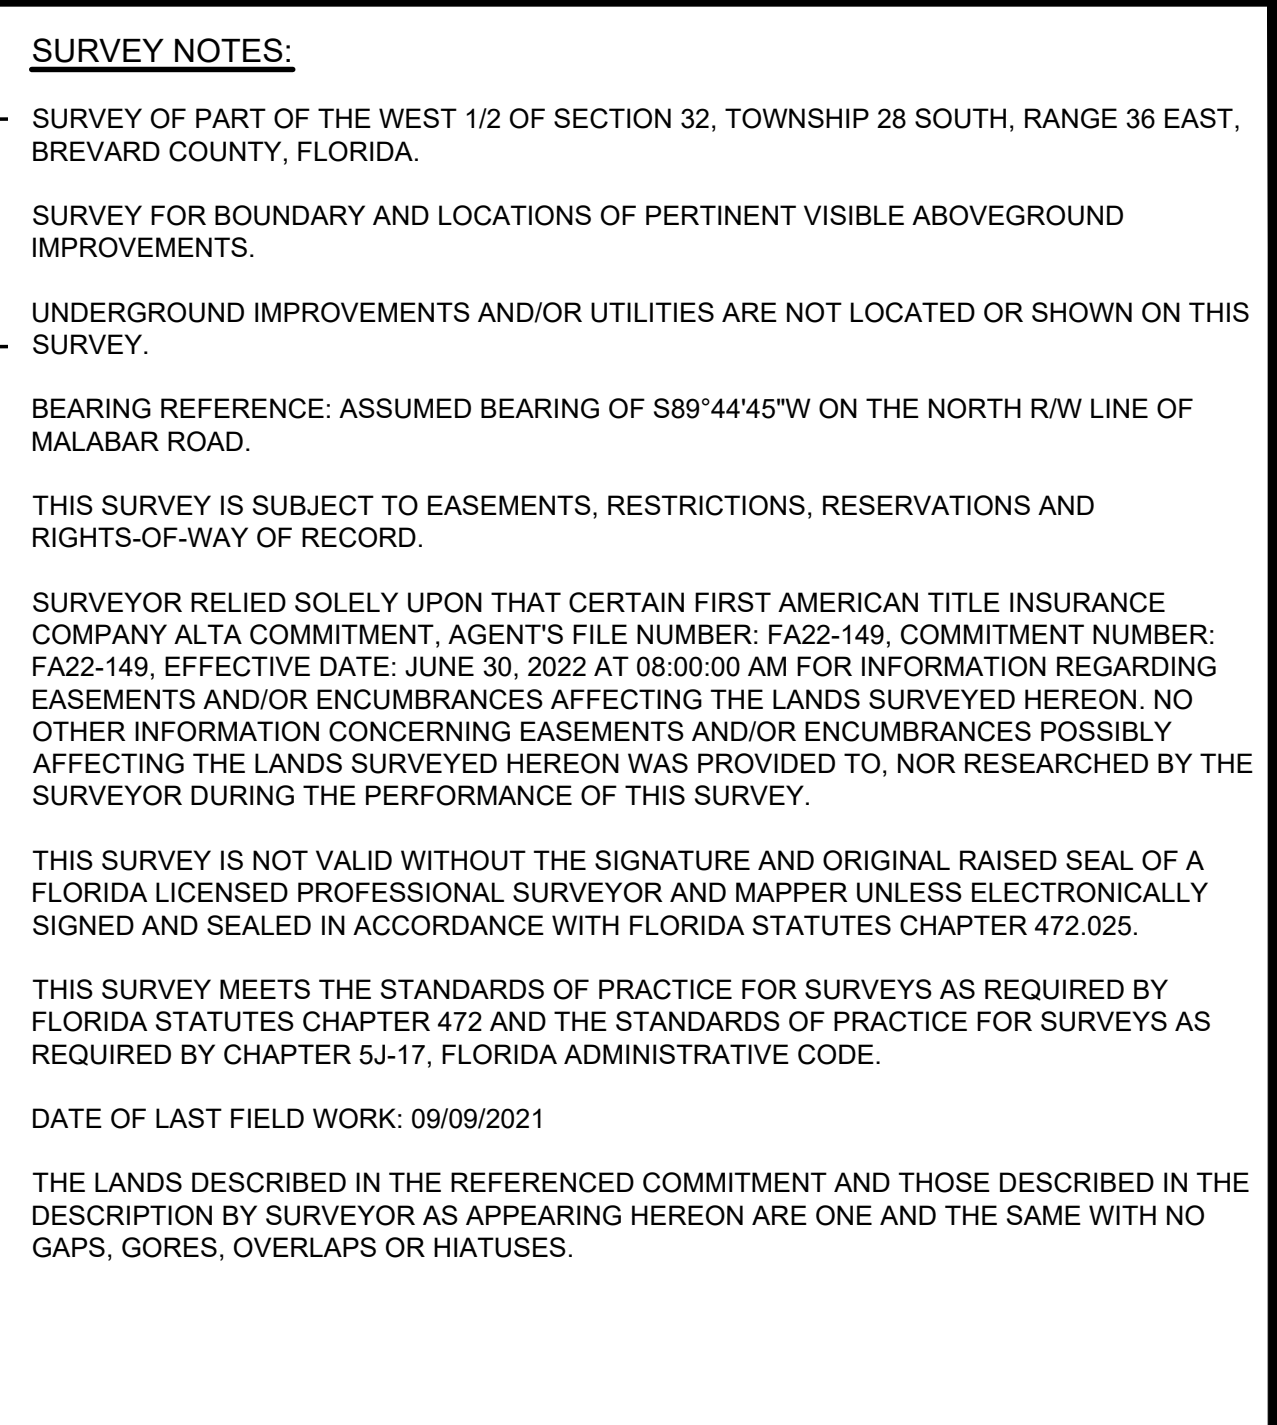 SURVEY NOTES:
SURVEY OF PART OF THE WEST 1/2 OF SECTION 32, TOWNSHIP 28 SOUTH, RANGE 36 EAST,
BREVARD COUNTY, FLORIDA.
SURVEY FOR BOUNDARY AND LOCATIONS OF PERTINENT VISIBLE ABOVEGROUND
IMPROVEMENTS.
UNDERGROUND IMPROVEMENTS AND/OR UTILITIES ARE NOT LOCATED OR SHOWN ON THIS
SURVEY.
BEARING REFERENCE: ASSUMED BEARING OF S89°44'45"W ON THE NORTH R/W LINE OF
MALABAR ROAD.
THIS SURVEY IS SUBJECT TO EASEMENTS, RESTRICTIONS, RESERVATIONS AND
RIGHTS-OF-WAY OF RECORD.
SURVEYOR RELIED SOLELY UPON THAT CERTAIN FIRST AMERICAN TITLE INSURANCE
COMPANY ALTA COMMITMENT, AGENT'S FILE NUMBER: FA22-149, COMMITMENT NUMBER:
FA22-149, EFFECTIVE DATE: JUNE 30, 2022 AT 08:00:00 AM FOR INFORMATION REGARDING
EASEMENTS AND/OR ENCUMBRANCES AFFECTING THE LANDS SURVEYED HEREON. NO
OTHER INFORMATION CONCERNING EASEMENTS AND/OR ENCUMBRANCES POSSIBLY
AFFECTING THE LANDS SURVEYED HEREON WAS PROVIDED TO, NOR RESEARCHED BY THE
SURVEYOR DURING THE PERFORMANCE OF THIS SURVEY.
THIS SURVEY IS NOT VALID WITHOUT THE SIGNATURE AND ORIGINAL RAISED SEAL OF A
FLORIDA LICENSED PROFESSIONAL SURVEYOR AND MAPPER UNLESS ELECTRONICALLY
SIGNED AND SEALED IN ACCORDANCE WITH FLORIDA STATUTES CHAPTER 472.025.
THIS SURVEY MEETS THE STANDARDS OF PRACTICE FOR SURVEYS AS REQUIRED BY
FLORIDA STATUTES CHAPTER 472 AND THE STANDARDS OF PRACTICE FOR SURVEYS AS
REQUIRED BY CHAPTER 5J-17, FLORIDA ADMINISTRATIVE CODE.
DATE OF LAST FIELD WORK: 09/09/2021
THE LANDS DESCRIBED IN THE REFERENCED COMMITMENT AND THOSE DESCRIBED IN THE
DESCRIPTION BY SURVEYOR AS APPEARING HEREON ARE ONE AND THE SAME WITH NO
GAPS, GORES, OVERLAPS OR HIATUSES.